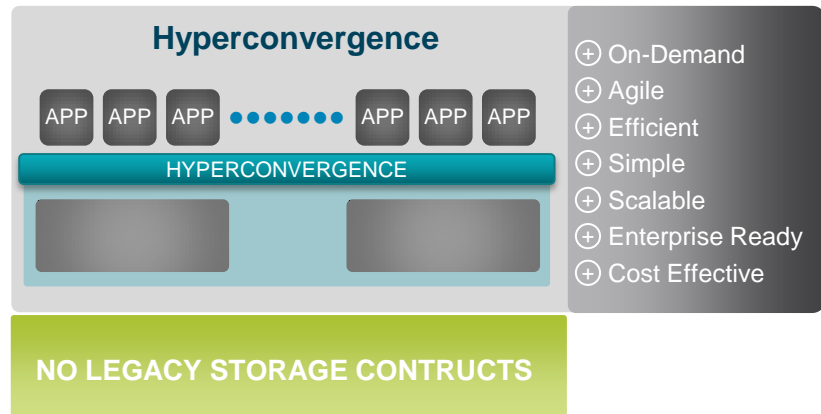 Hyperconvergence
APP APP APP APP APP APP
HYPERCONVERGENCE
NO LEGACY STORAGE CONTRUCTS
On-Demand
Agile
Efficient
Simple
Scalable
Enterprise Ready
Cost Effective